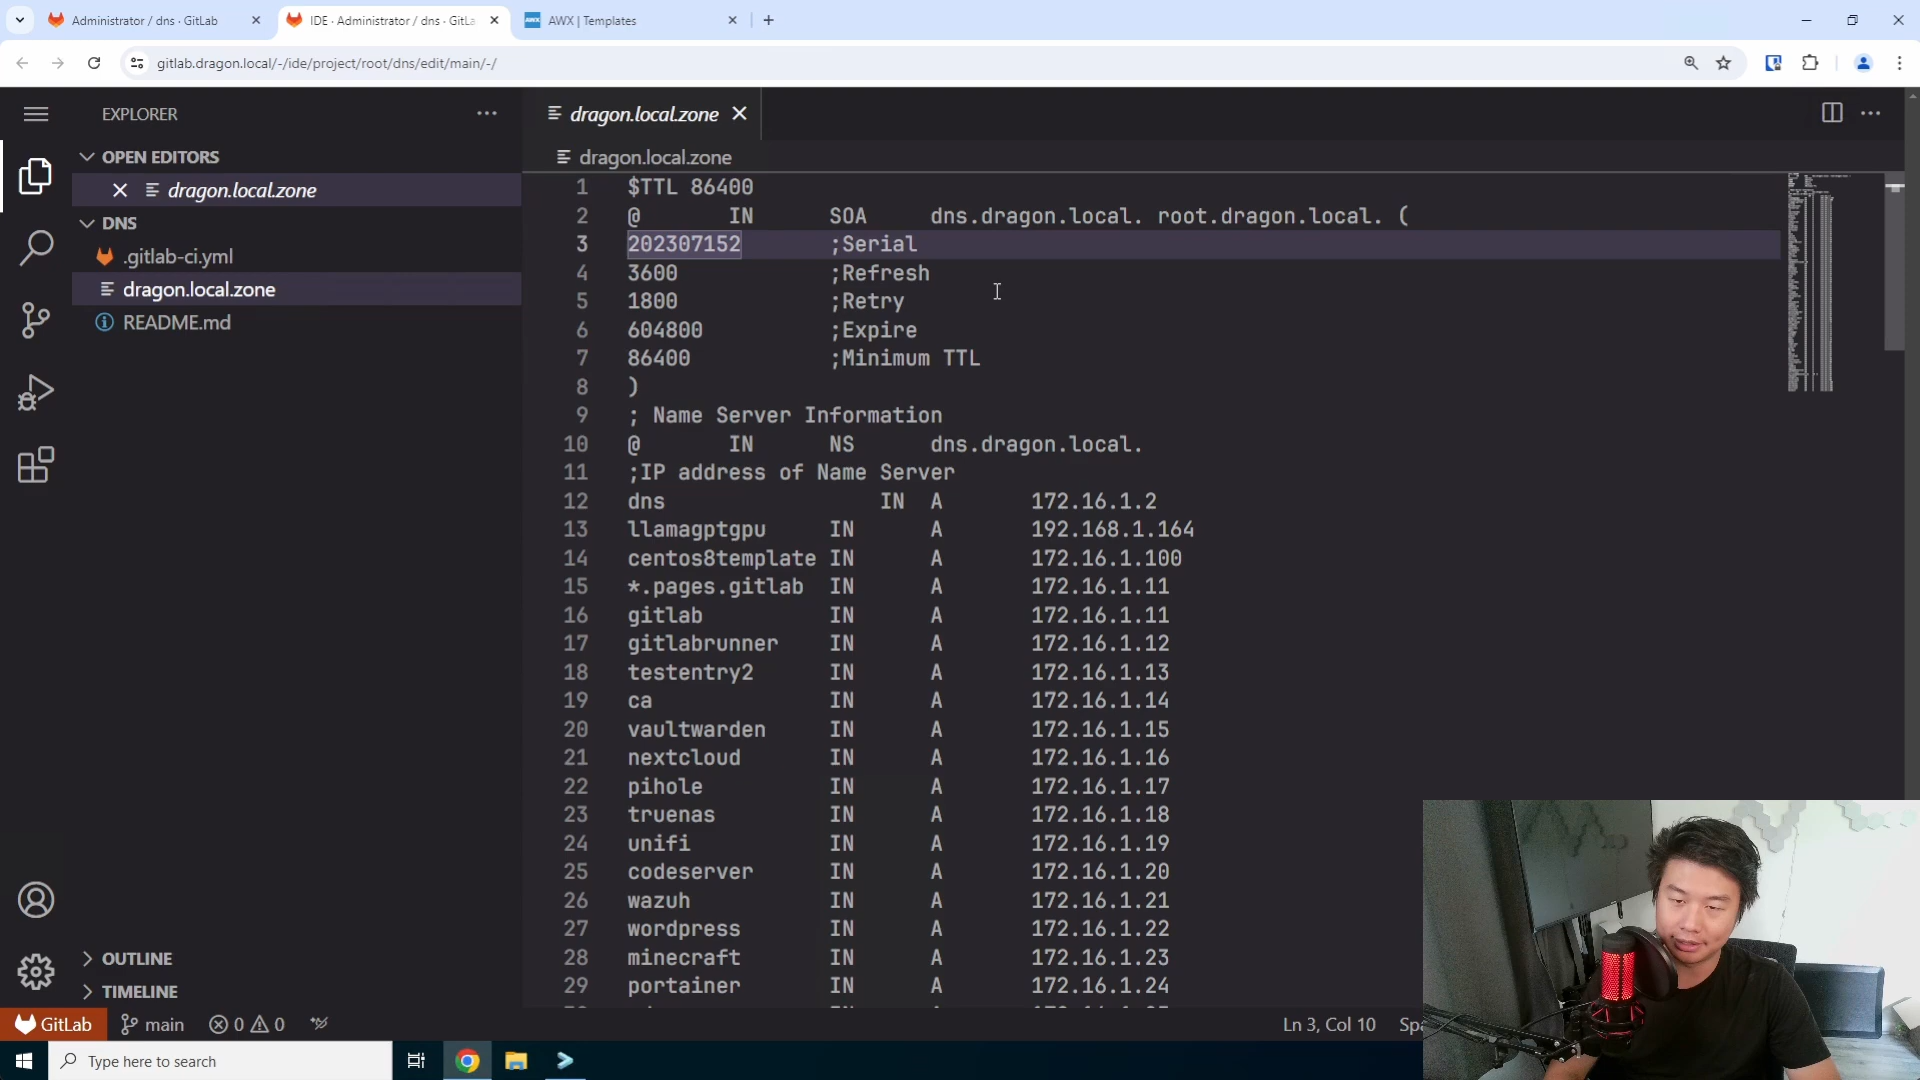 Administrator / dns · GitLab
IDE · Administrator / dns · GitLa
AWX | Templates
gitlab.dragon.local/-/ide/project/root/dns/edit/main/-/
EXPLORER
OPEN EDITORS
dragon.local.zone
DNS
.gitlab-ci.yml
dragon.local.zone
README.md
OUTLINE
TIMELINE
dragon.local.zone
dragon.local.zone
1 $TTL 86400
2 @ IN SOA dns.dragon.local. root.dragon.local. (
3 202307152 ;Serial
4 3600 ;Refresh
5 1800 ;Retry
6 604800 ;Expire
7 86400 ;Minimum TTL
8 )
9 ; Name Server Information
10 @ IN NS dns.dragon.local.
11 ;IP address of Name Server
12 dns IN A 172.16.1.2
13 llamagptgpu IN A 192.168.1.164
14 centos8template IN A 172.16.1.100
15 *.pages.gitlab IN A 172.16.1.11
16 gitlab IN A 172.16.1.11
17 gitlabrunner IN A 172.16.1.12
18 testentry2 IN A 172.16.1.13
19 ca IN A 172.16.1.14
20 vaultwarden IN A 172.16.1.15
21 nextcloud IN A 172.16.1.16
22 pihole IN A 172.16.1.17
23 truenas IN A 172.16.1.18
24 unifi IN A 172.16.1.19
25 codeserver IN A 172.16.1.20
26 wazuh IN A 172.16.1.21
27 wordpress IN A 172.16.1.22
28 minecraft IN A 172.16.1.23
29 portainer IN A 172.16.1.24
GitLab main 0 0 Ln 3, Col 10
Type here to search